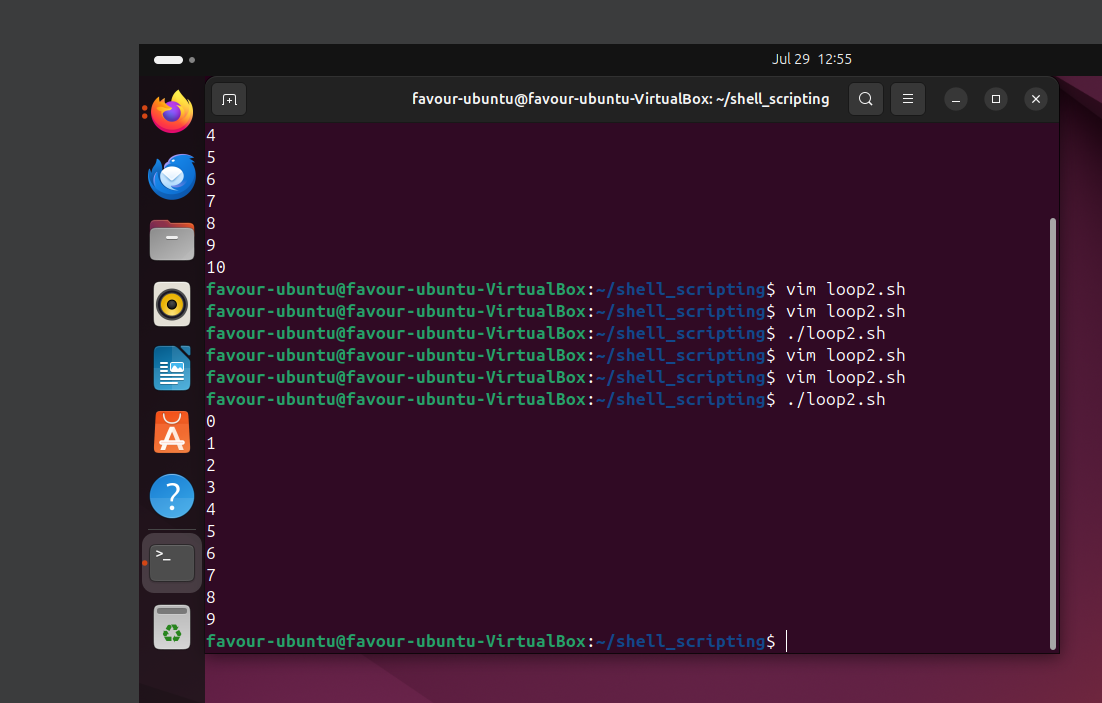 Jul 29 12:55
favour-ubuntu@favour-ubuntu-VirtualBox: ~/shell_scripting
4
5
6
7
8
9
10
favour-ubuntu@favour-ubuntu-VirtualBox:~/shell_scripting$ vim loop2.sh
favour-ubuntu@favour-ubuntu-VirtualBox:~/shell_scripting$ vim loop2.sh
favour-ubuntu@favour-ubuntu-VirtualBox:~/shell_scripting$ ./loop2.sh
favour-ubuntu@favour-ubuntu-VirtualBox:~/shell_scripting$ vim loop2.sh
favour-ubuntu@favour-ubuntu-VirtualBox:~/shell_scripting$ vim loop2.sh
favour-ubuntu@favour-ubuntu-VirtualBox:~/shell_scripting$ ./loop2.sh
0
1
2
3
4
5
6
7
8
9
favour-ubuntu@favour-ubuntu-VirtualBox:~/shell_scripting$